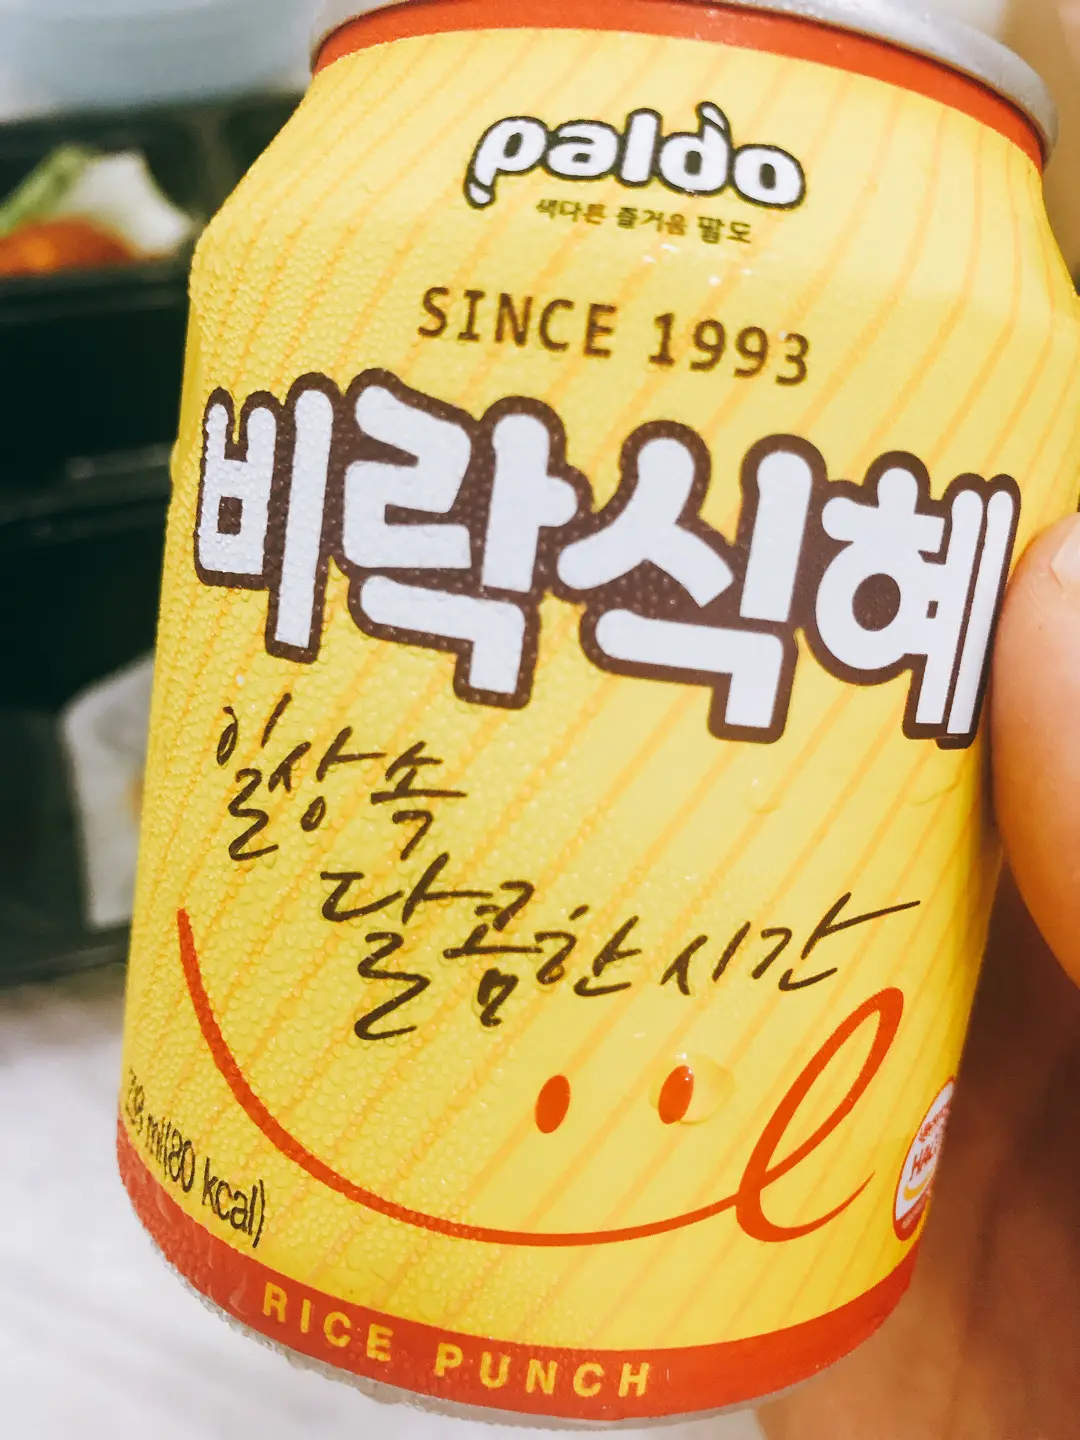 paldo
색다른 즐거움 팔도
SINCE 1993
비락식혜
일상 속
달콤한 시간
ml(80 kcal)
RICE PUNCH